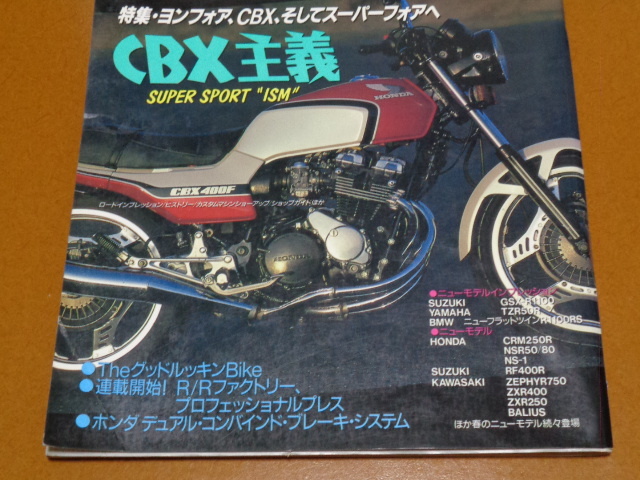 特集・ヨンフォア、CBX、そしてスーパーフォアへ
CBX主義
SUPER SPORT "ISM"
HONDA
CBX400F
ロードインプレッション/ヒストリー/カスタムマシンショーアップ/ショップガイドほか
HONDA
●ニューモデルインプレッション
SUZUKI GSX-R1100
YAMAHA TZR50R
BMW ニューフラットツインR1100RS
●ニューモデル
HONDA CRM250R
NSR50/80
NS-1
SUZUKI RF400R
KAWASAKI ZEPHYR750
ZXR400
ZXR250
BALIUS
ほか春のニューモデル続々登場
●TheグッドルッキンBike
●連載開始! R/Rファクトリー、
プロフェッショナルプレス
●ホンダ デュアル・コンバインド・ブレーキ・システム